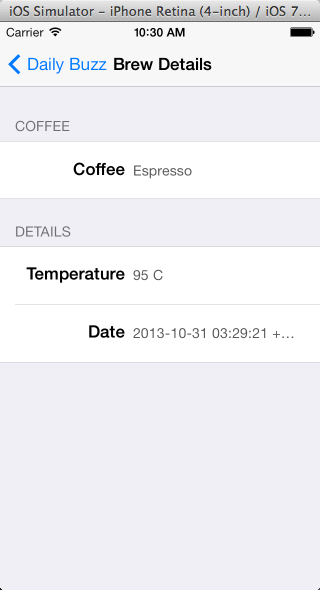 iOS Simulator – iPhone Retina (4-inch) / iOS 7...
Carrier 10:30 AM
Daily Buzz Brew Details
COFFEE
Coffee Espresso
DETAILS
Temperature 95 C
Date 2013-10-31 03:29:21 +...